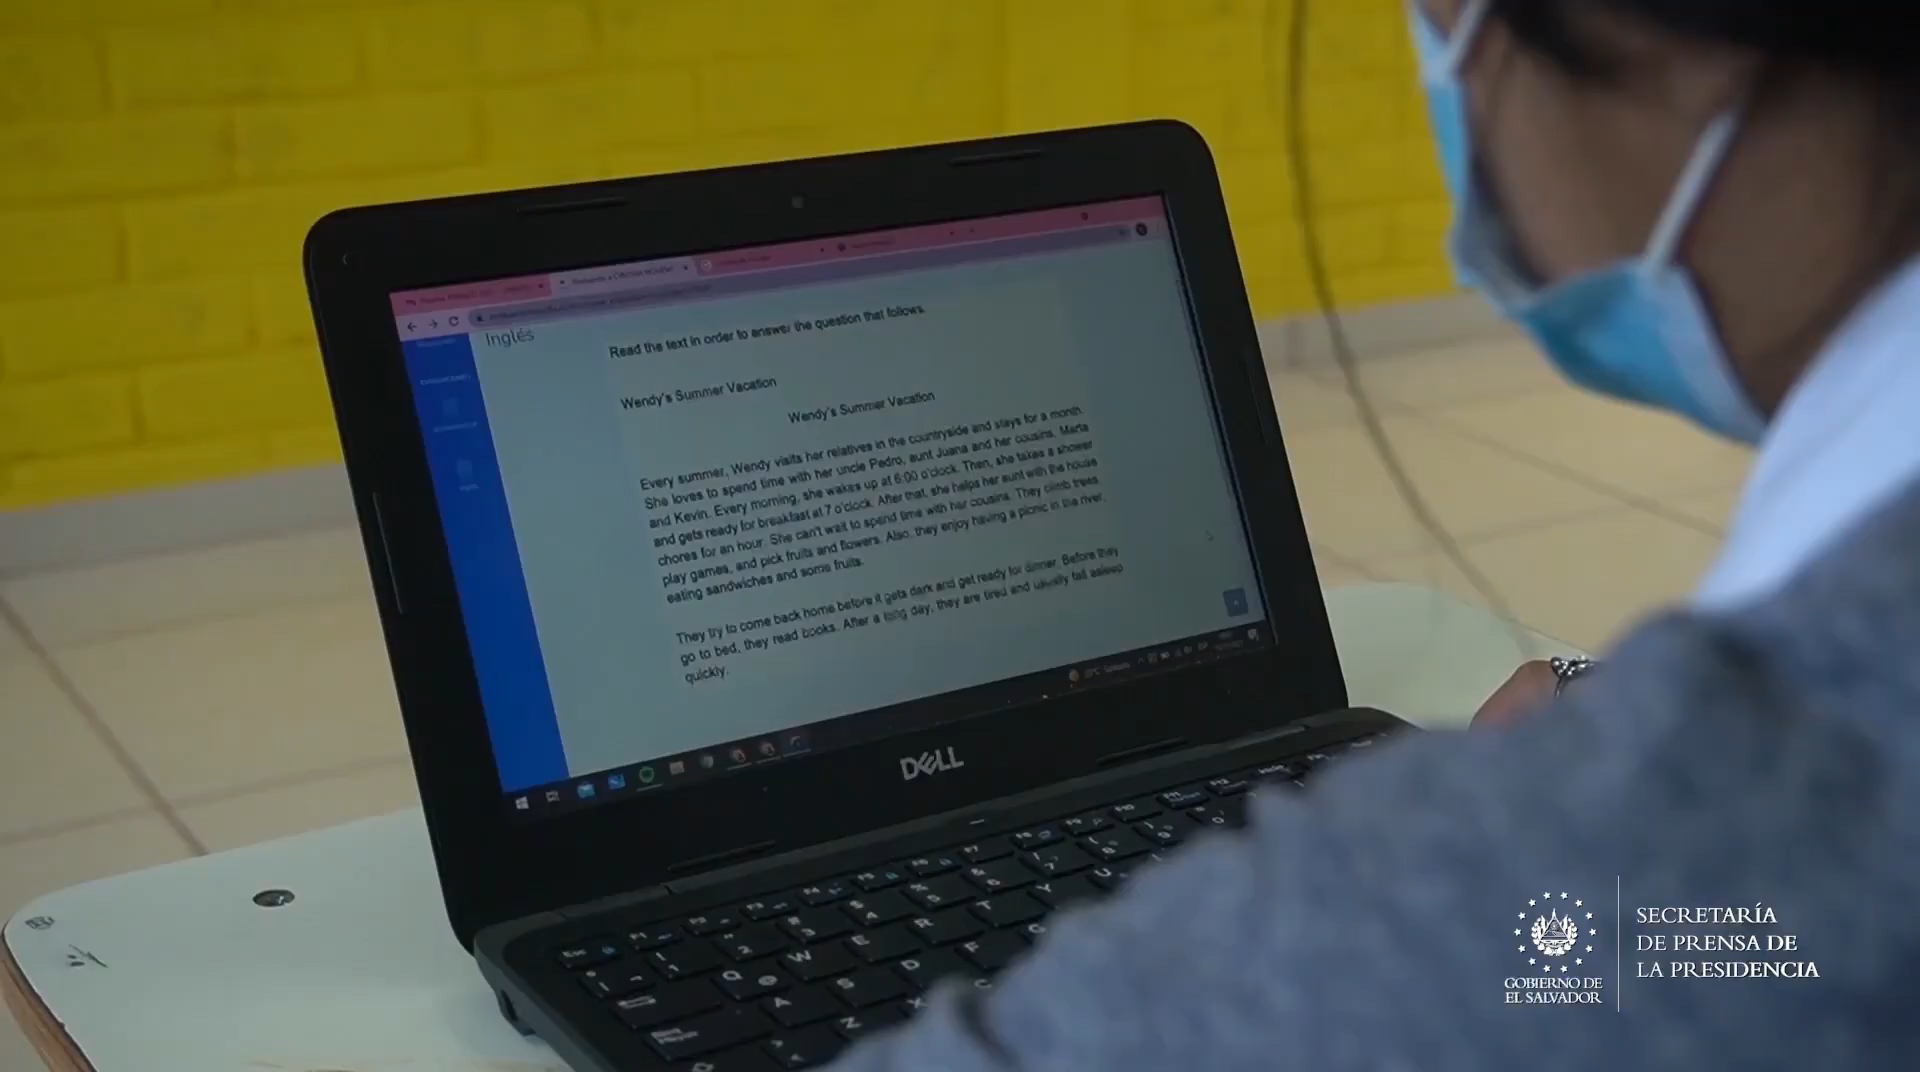 Inglés
Read the text in order to answer the question that follows.
Wendy's Summer Vacation
Wendy's Summer Vacation
Every summer, Wendy visits her relatives in the countryside and stays for a month.
She loves to spend time with her uncle Pedro, aunt Juana and her cousins, Marta
and Kevin. Every morning, she wakes up at 6:00 o'clock. Then, she takes a shower
and gets ready for breakfast at 7 o'clock. After that, she helps her aunt with the house
chores for an hour. She can't wait to spend time with her cousins. They climb trees,
play games, and pick fruits and flowers. Also, they enjoy having a picnic in the river,
eating sandwiches and some fruits.
They try to come back home before it gets dark and get ready for dinner. Before they
go to bed, they read books. After a long day, they are tired and usually fall asleep
quickly.
DELL
Esc F1
Q W E R T Y U
A S D F G
Z X C
GOBIERNO DE
EL SALVADOR
SECRETARÍA
DE PRENSA DE
LA PRESIDENCIA